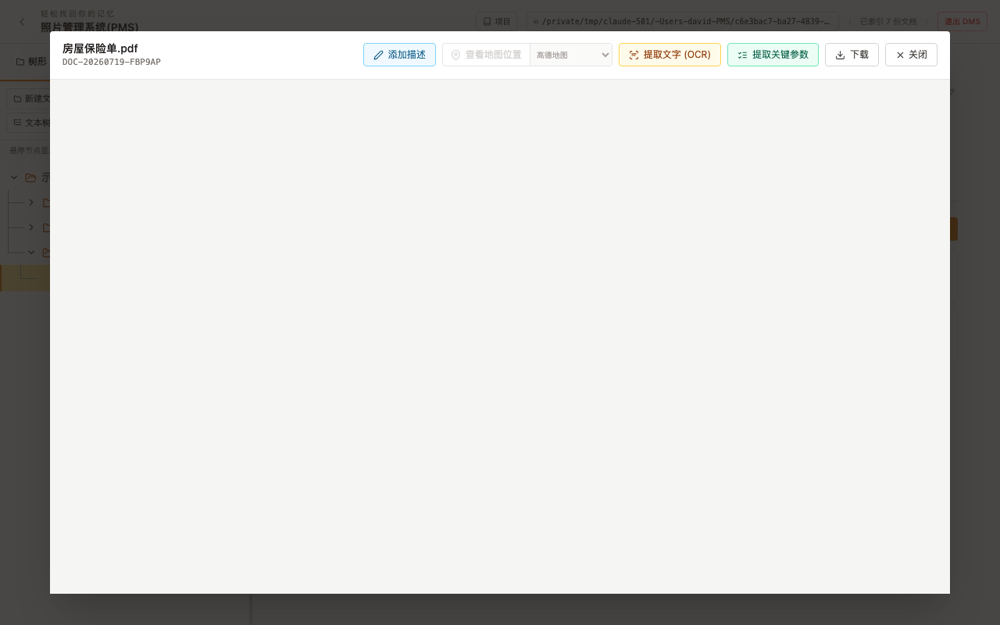 轻松找回你的记忆
照片管理系统(PMS)
项目
/private/tmp/claude-501/-Users-david-PMS/c6e3bac7-ba27-4839-…
已索引 7 份文档
退出 DMS
房屋保险单.pdf
DOC-20260719-FBP9AP
添加描述
查看地图位置
高德地图
提取文字 (OCR)
提取关键参数
下载
关闭
树形
新建文
文本树
悬停节点显
示